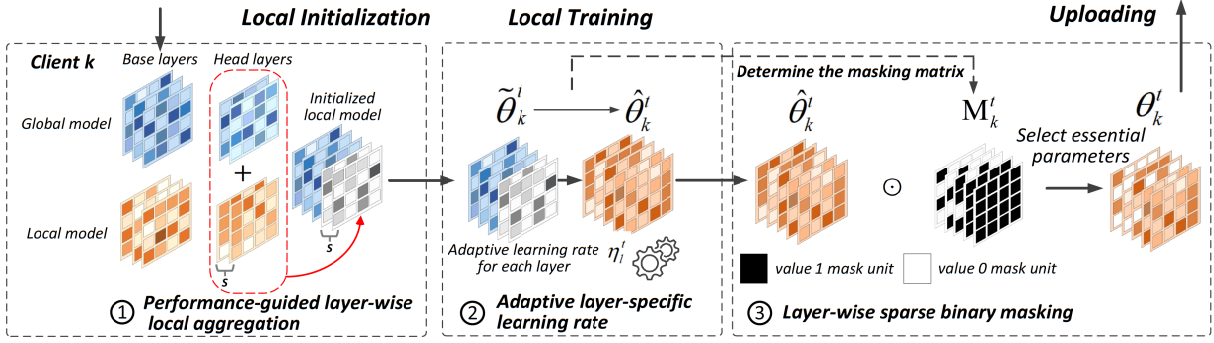 Local Initialization
Local Training
Uploading
Client k
Base layers
Head layers
Global model
Initialized
local model
+
Local model
s
s
① Performance-guided layer-wise
local aggregation
θ̃ₖᵗ
θ̂ₖᵗ
Adaptive learning rate
for each layer
ηₗᵗ
② Adaptive layer-specific
learning rate
Determine the masking matrix
θ̂ₖᵗ
Mₖᵗ
θₖᵗ
Select essential
parameters
⊙
value 1 mask unit
value 0 mask unit
③ Layer-wise sparse binary masking